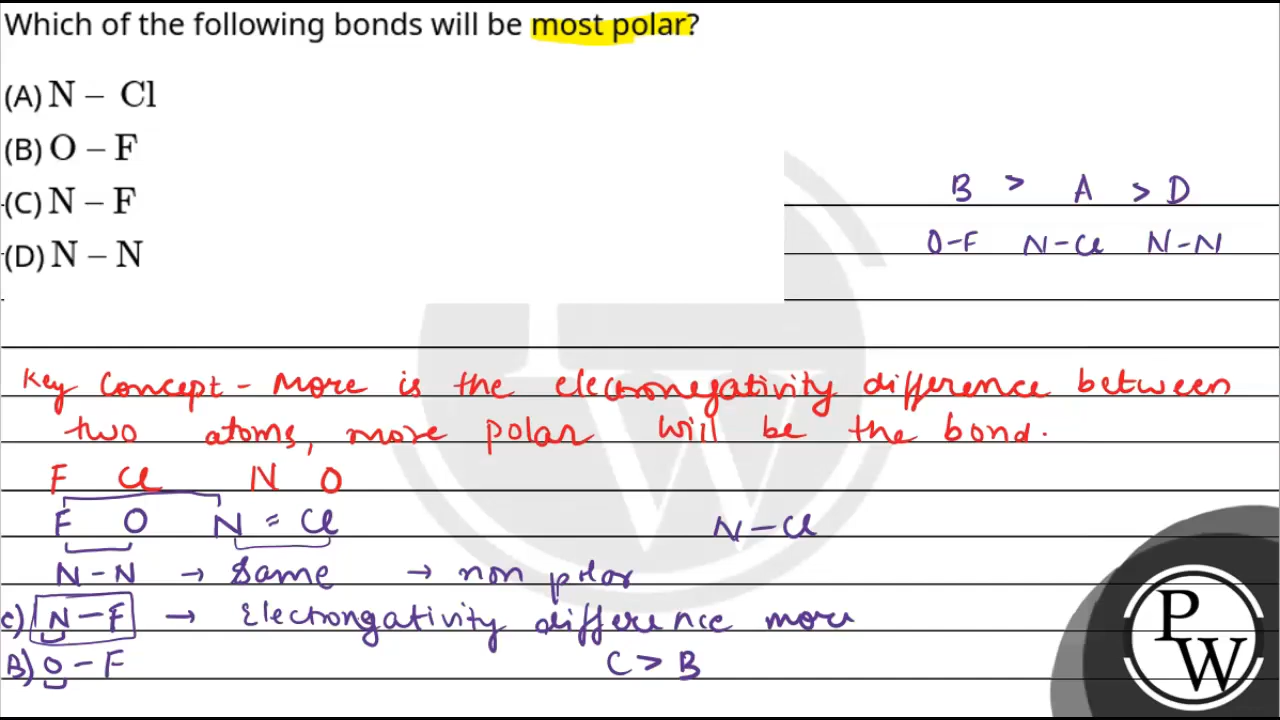 Which of the following bonds will be most polar?
(A) N – Cl
(B) O – F
(C) N – F
(D) N – N
B > A > D
O-F N-Cl N-N
Key Concept - More is the electronegativity difference between
two atoms, more polar will be the bond.
F Cl N O
F O N = Cl
N-Cl
N-N → Same → non polar
C) N-F → Electrongativity difference more
B) O-F C > B
PW